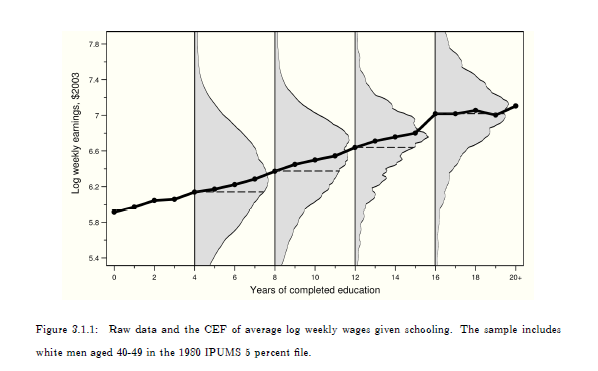 7.8
7.4
7
6.6
6.2
5.8
5.4
Log weekly earnings, $2003
0 2 4 6 8 10 12 14 16 18 20+
Years of completed education
Figure 3.1.1: Raw data and the CEF of average log weekly wages given schooling. The sample includes
white men aged 40-49 in the 1980 IPUMS 5 percent file.